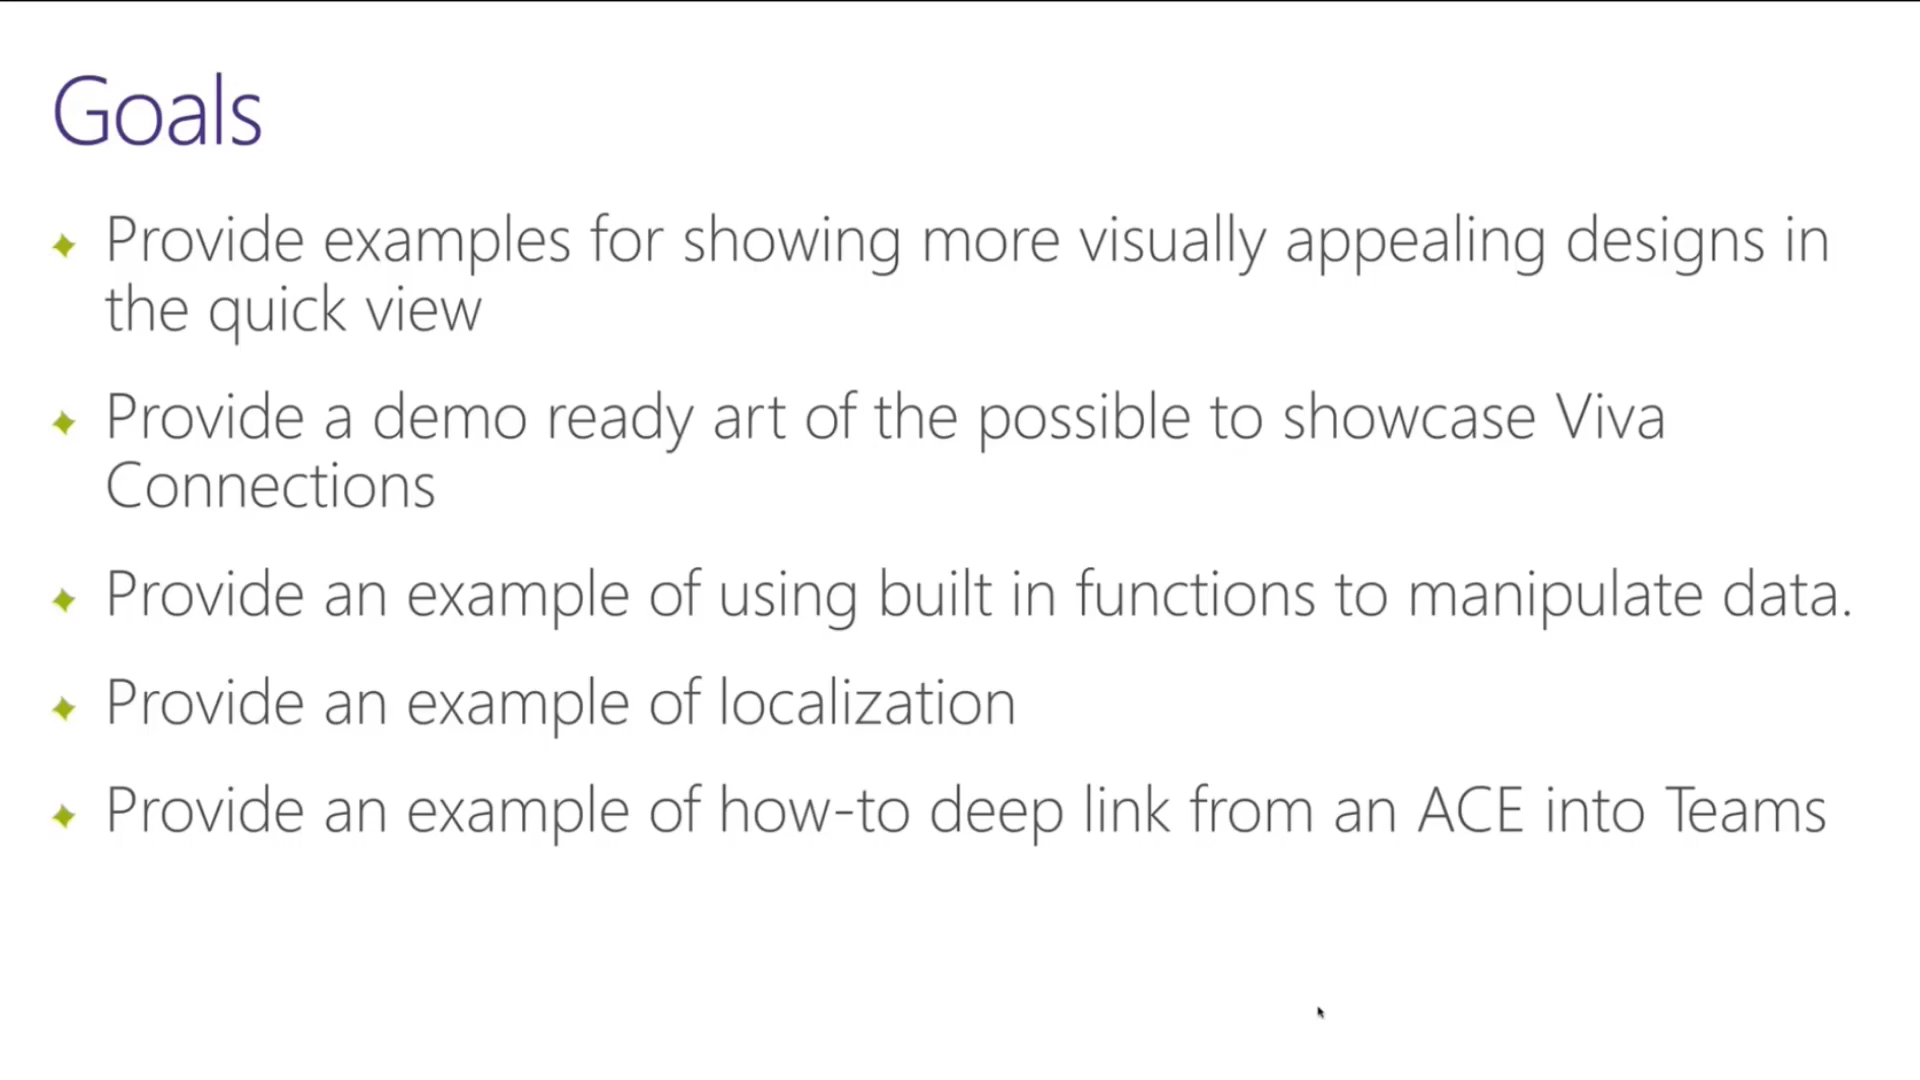 Goals
Provide examples for showing more visually appealing designs in
the quick view
Provide a demo ready art of the possible to showcase Viva
Connections
Provide an example of using built in functions to manipulate data.
Provide an example of localization
Provide an example of how-to deep link from an ACE into Teams